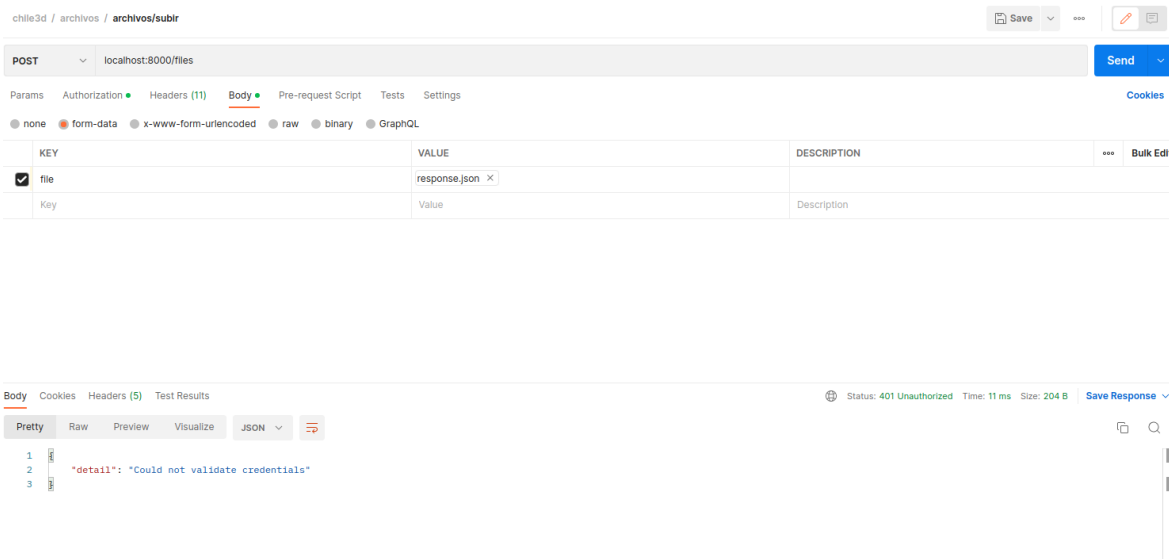 chile3d / archivos / archivos/subir Save
POST localhost:8000/files Send
Params Authorization Headers (11) Body Pre-request Script Tests Settings Cookies
none form-data x-www-form-urlencoded raw binary GraphQL
KEY VALUE DESCRIPTION Bulk Edi
file response.json
Key Value Description
Body Cookies Headers (5) Test Results Status: 401 Unauthorized Time: 11 ms Size: 204 B Save Response
Pretty Raw Preview Visualize JSON
1 {
2 "detail": "Could not validate credentials"
3 }